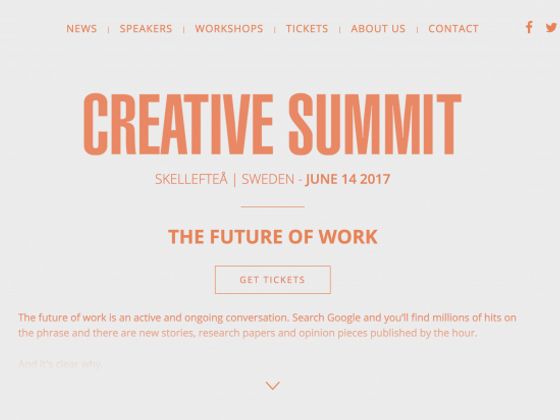 NEWS | SPEAKERS | WORKSHOPS | TICKETS | ABOUT US | CONTACT
CREATIVE SUMMIT
SKELLEFTEÅ | SWEDEN - JUNE 14 2017
THE FUTURE OF WORK
GET TICKETS
The future of work is an active and ongoing conversation. Search Google and you'll find millions of hits on
the phrase and there are new stories, research papers and opinion pieces published by the hour.
And it's clear why.